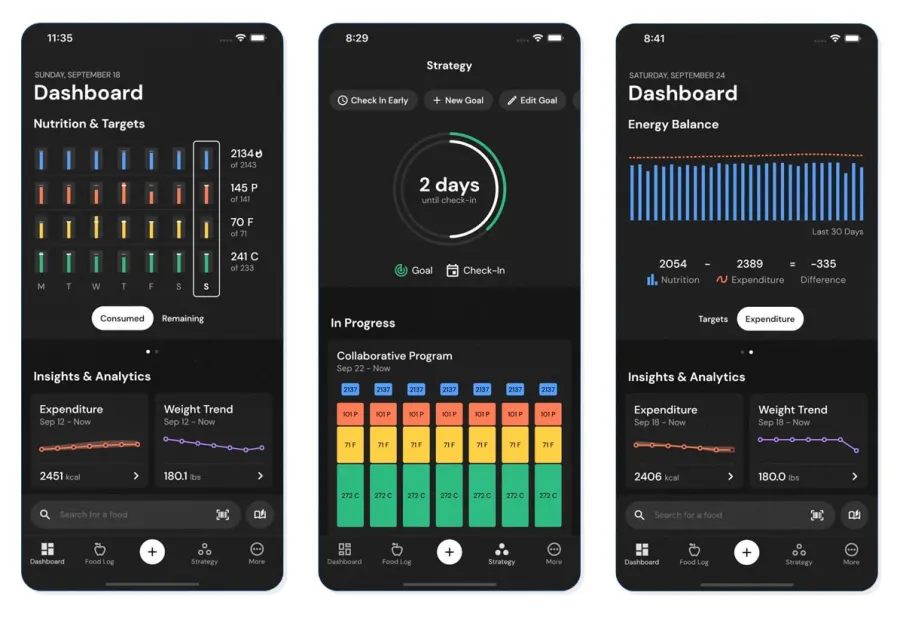 11:35
SUNDAY, SEPTEMBER 18
Dashboard
Nutrition & Targets
2134
of 2143
145 P
of 141
70 F
of 71
241 C
of 233
M T W T F S S
Consumed Remaining
Insights & Analytics
Expenditure
Sep 12 - Now
2451 kcal
Weight Trend
Sep 12 - Now
180.1 lbs
Search for a food
Dashboard Food Log Strategy More
8:29
Strategy
Check In Early New Goal Edit Goal
2 days
until check-in
Goal Check-In
In Progress
Collaborative Program
Sep 22 - Now
2137 2137 2137 2137 2137 2137 2137
101 P 101 P 101 P 101 P 101 P 101 P 101 P
71 F 71 F 71 F 71 F 71 F 71 F 71 F
272 C 272 C 272 C 272 C 272 C 272 C 272 C
Dashboard Food Log Strategy More
8:41
SATURDAY, SEPTEMBER 24
Dashboard
Energy Balance
Last 30 Days
2054 - 2389 = -335
Nutrition Expenditure Difference
Targets Expenditure
Insights & Analytics
Expenditure
Sep 18 - Now
2406 kcal
Weight Trend
Sep 18 - Now
180.0 lbs
Search for a food
Dashboard Food Log Strategy More